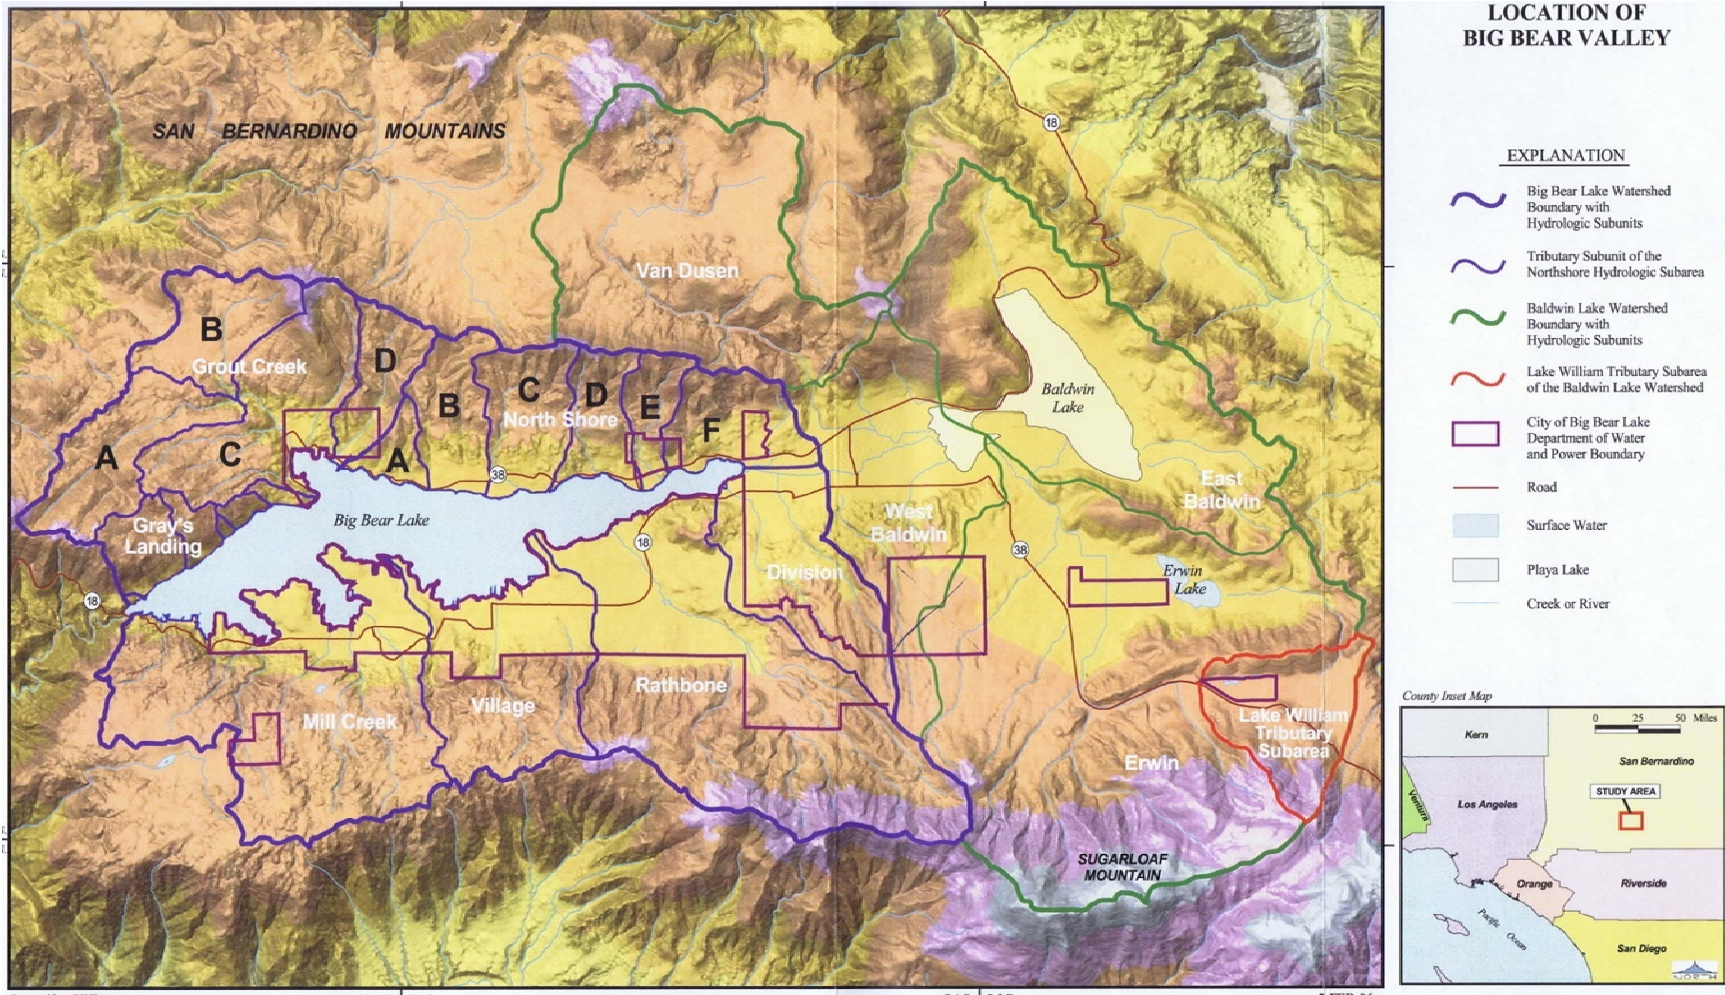 LOCATION OF
BIG BEAR VALLEY
EXPLANATION
Big Bear Lake Watershed
Boundary with
Hydrologic Subunits
Tributary Subunit of the
Northshore Hydrologic Subarea
Baldwin Lake Watershed
Boundary with
Hydrologic Subunits
Lake William Tributary Subarea
of the Baldwin Lake Watershed
City of Big Bear Lake
Department of Water
and Power Boundary
Road
Surface Water
Playa Lake
Creek or River
County Inset Map
0 25 50 Miles
Kern
San Bernardino
STUDY AREA
Los Angeles
Ventura
Orange
Riverside
Pacific Ocean
San Diego
NORTH
SAN BERNARDINO MOUNTAINS
18
Van Dusen
B
Grout Creek
D
B
C
D
E
F
North Shore
A
C
A
38
Baldwin
Lake
East
Baldwin
Gray's
Landing
Big Bear Lake
18
West
Baldwin
38
Division
Erwin
Lake
18
Rathbone
Village
Mill Creek
Lake William
Tributary
Subarea
Erwin
SUGARLOAF
MOUNTAIN